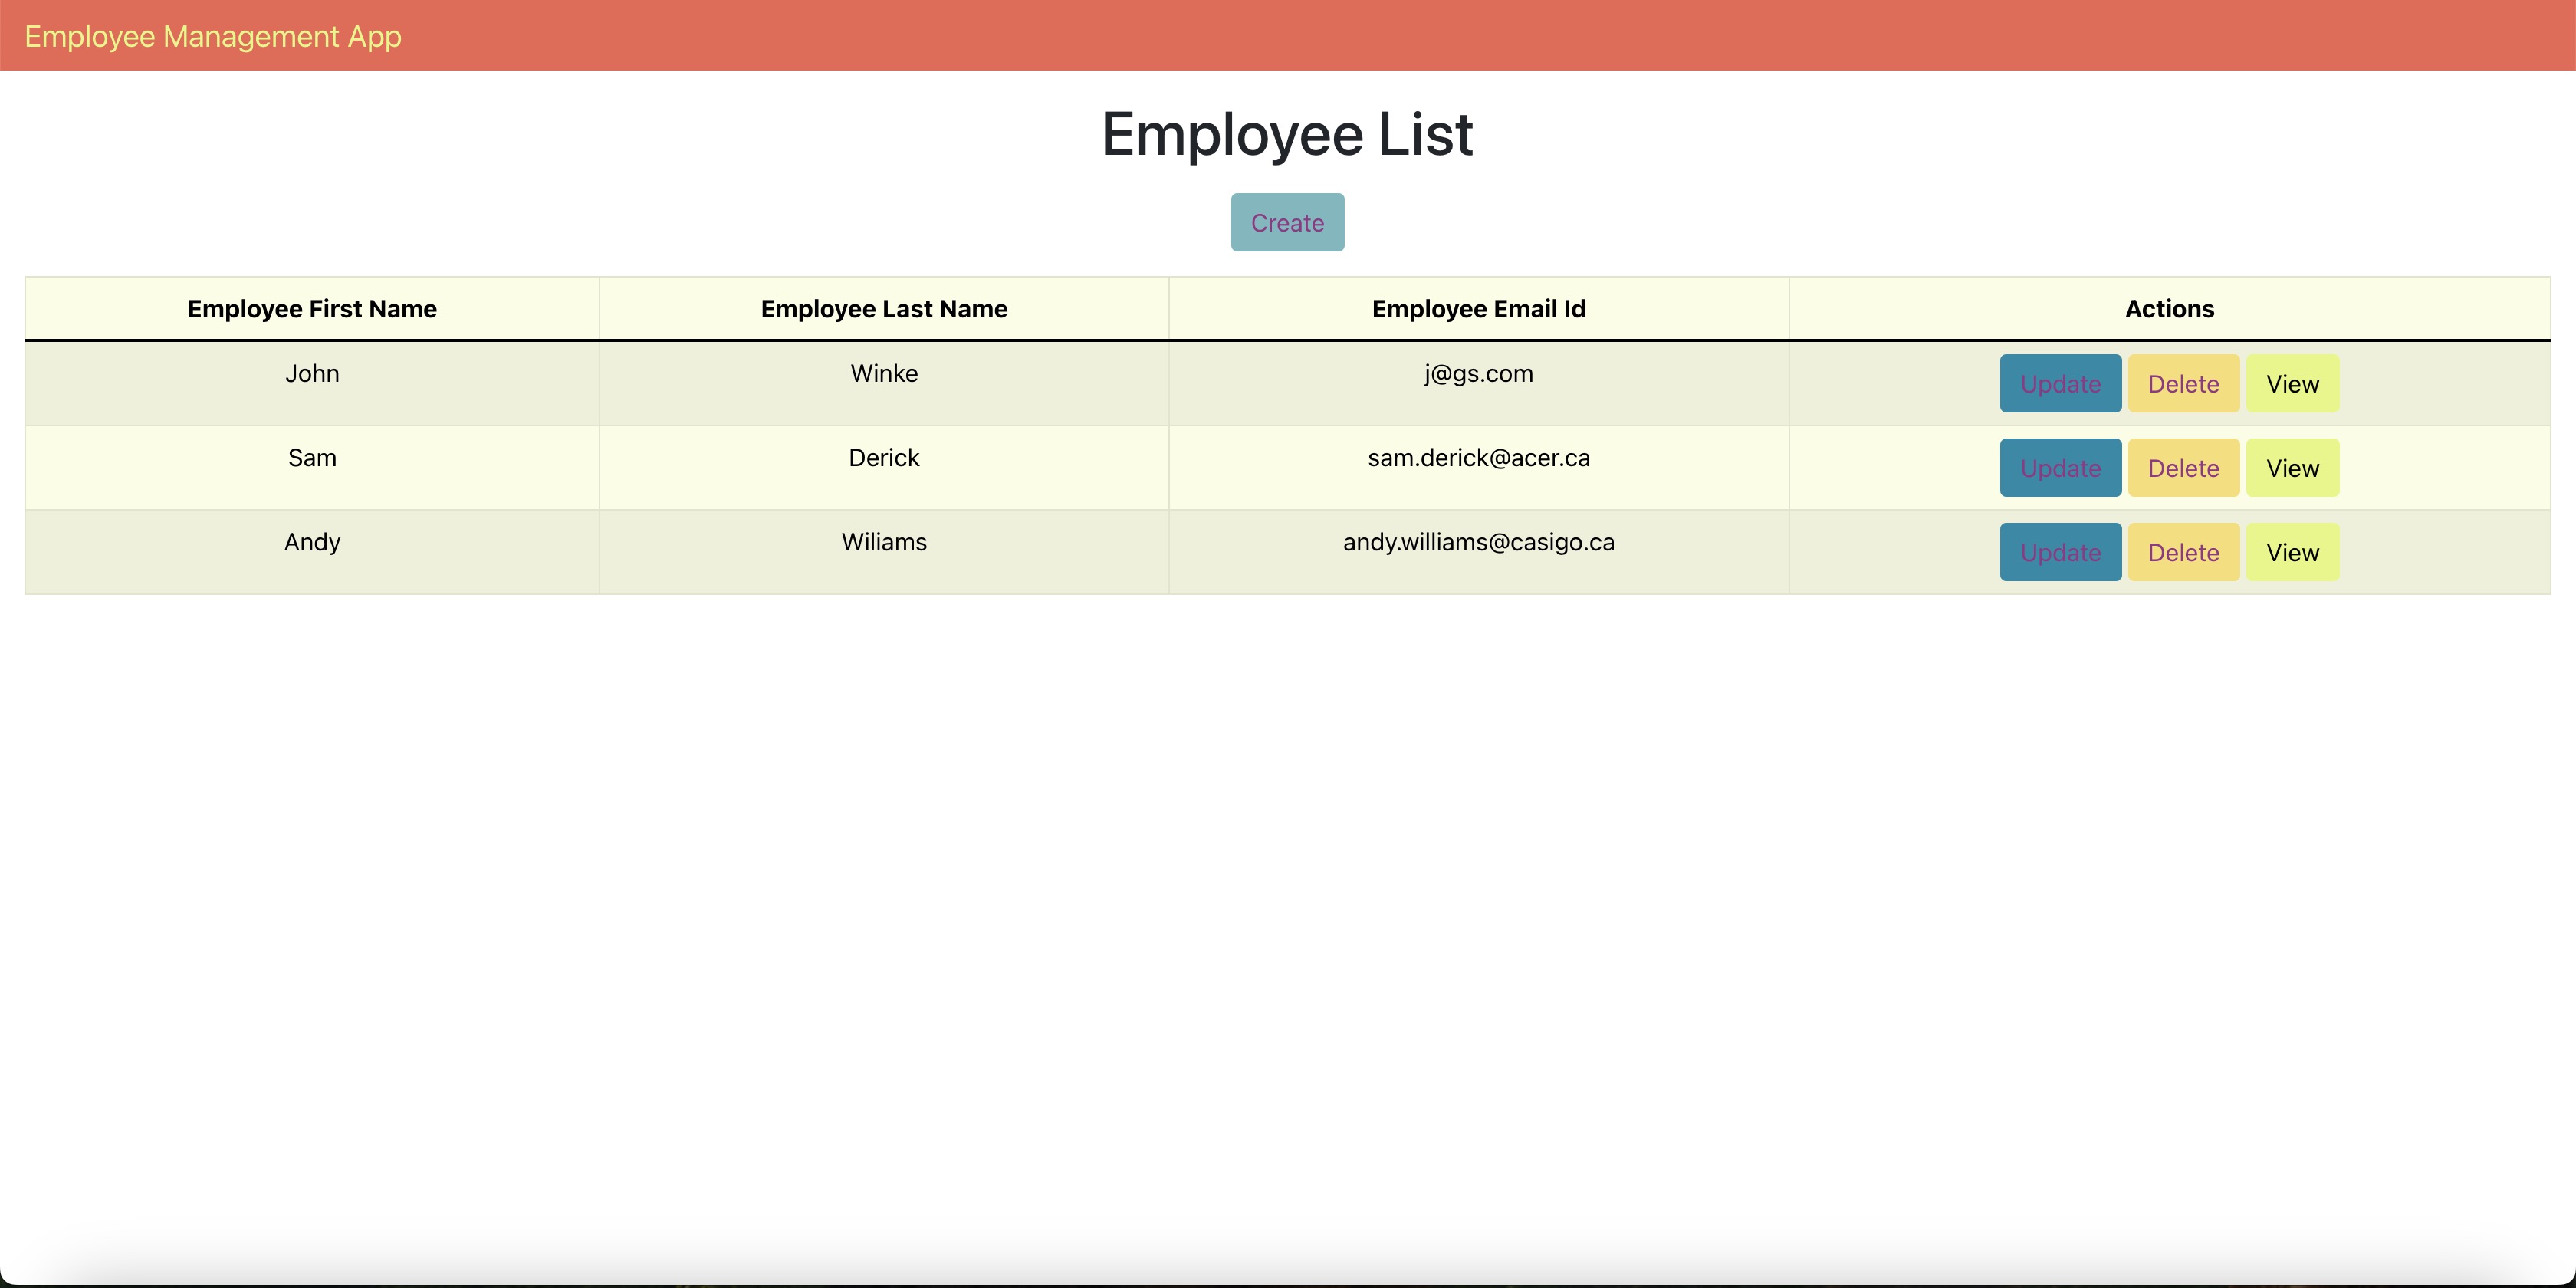 Employee Management App
Employee List
Create
Employee First Name Employee Last Name Employee Email Id Actions
John Winke j@gs.com Update Delete View
Sam Derick sam.derick@acer.ca Update Delete View
Andy Wiliams andy.williams@casigo.ca Update Delete View